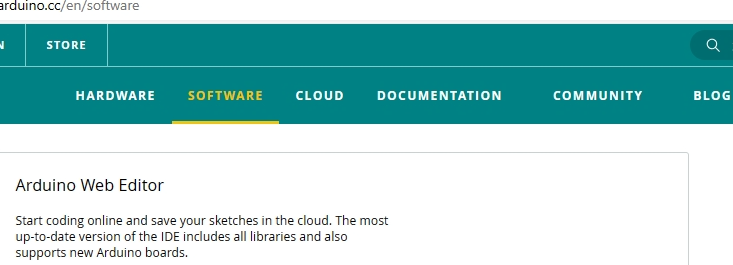 arduino.cc/en/software
N
STORE
HARDWARE SOFTWARE CLOUD DOCUMENTATION COMMUNITY BLOG
Arduino Web Editor
Start coding online and save your sketches in the cloud. The most
up-to-date version of the IDE includes all libraries and also
supports new Arduino boards.